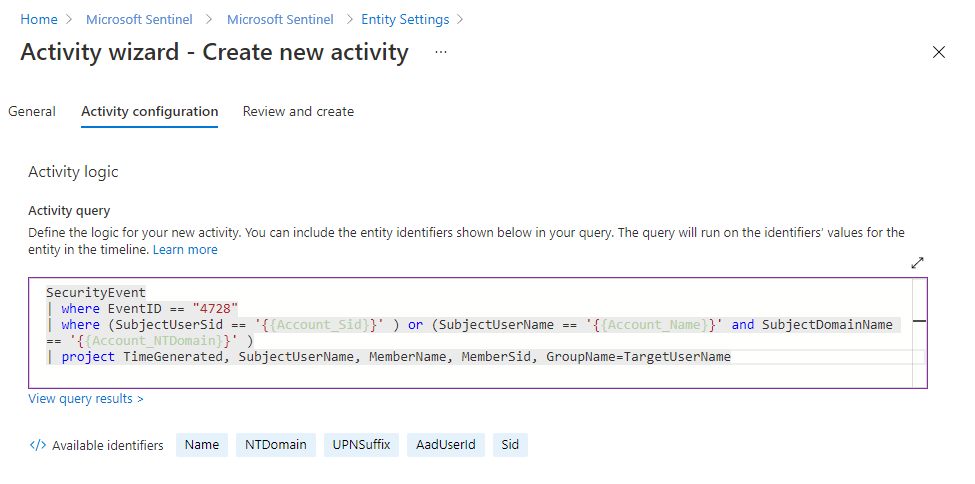 Home > Microsoft Sentinel > Microsoft Sentinel > Entity Settings >
Activity wizard - Create new activity ...
General Activity configuration Review and create
Activity logic
Activity query
Define the logic for your new activity. You can include the entity identifiers shown below in your query. The query will run on the identifiers' values for the
entity in the timeline. Learn more
SecurityEvent
| where EventID == "4728"
| where (SubjectUserSid == '{{Account_Sid}}' ) or (SubjectUserName == '{{Account_Name}}' and SubjectDomainName
== '{{Account_NTDomain}}' )
| project TimeGenerated, SubjectUserName, MemberName, MemberSid, GroupName=TargetUserName
View query results >
</> Available identifiers Name NTDomain UPNSuffix AadUserId Sid